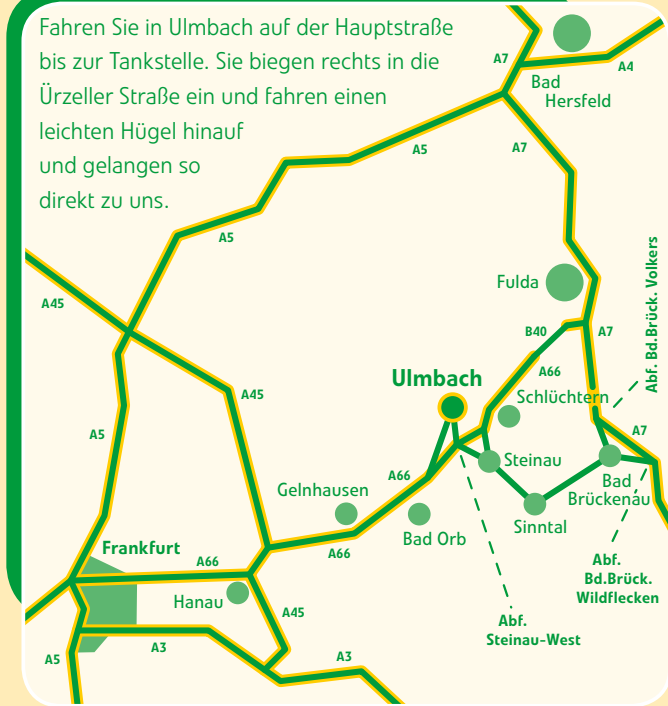 Fahren Sie in Ulmbach auf der Hauptstraße
bis zur Tankstelle. Sie biegen rechts in die
Ürzeller Straße ein und fahren einen
leichten Hügel hinauf
und gelangen so
direkt zu uns.
A7
A4
Bad
Hersfeld
A5
A7
A5
A45
Fulda
Abf. Bd.Brück. Volkers
B40
A7
A66
Ulmbach
Schlüchtern
A45
A5
A7
Steinau
A66
Gelnhausen
Bad
Brückenau
Sinntal
Bad Orb
Frankfurt
A66
A66
Abf.
Bd.Brück.
Wildflecken
Hanau
A45
Abf.
Steinau-West
A3
A3
A5